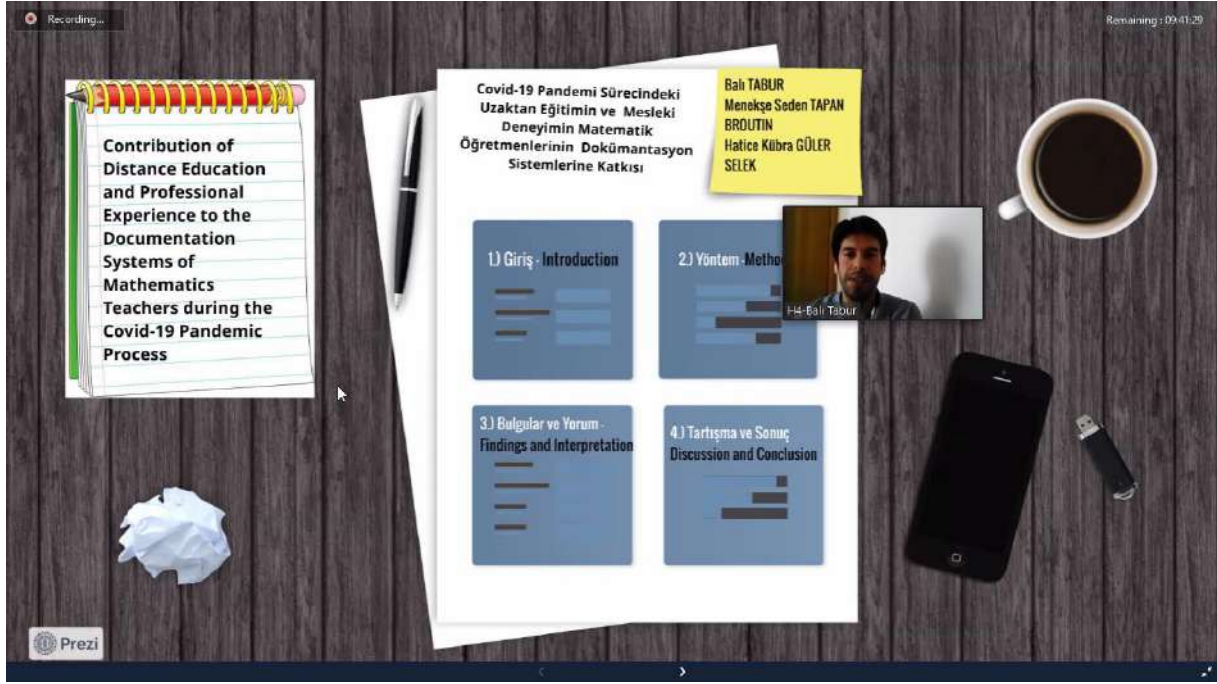 Recording...
Remaining : 09:41:29
Contribution of
Distance Education
and Professional
Experience to the
Documentation
Systems of
Mathematics
Teachers during the
Covid-19 Pandemic
Process
Covid-19 Pandemi Sürecindeki
Uzaktan Eğitimin ve Mesleki
Deneyimin Matematik
Öğretmenlerinin Dokümantasyon
Sistemlerine Katkısı
Balı TABUR
Menekşe Seden TAPAN
BROUTIN
Hatice Kübra GÜLER
SELEK
1.) Giriş - Introduction
2.) Yöntem -Metho
H4-Balı Tabur
3.) Bulgular ve Yorum -
Findings and Interpretation
4.) Tartışma ve Sonuç
Discussion and Conclusion
Prezi